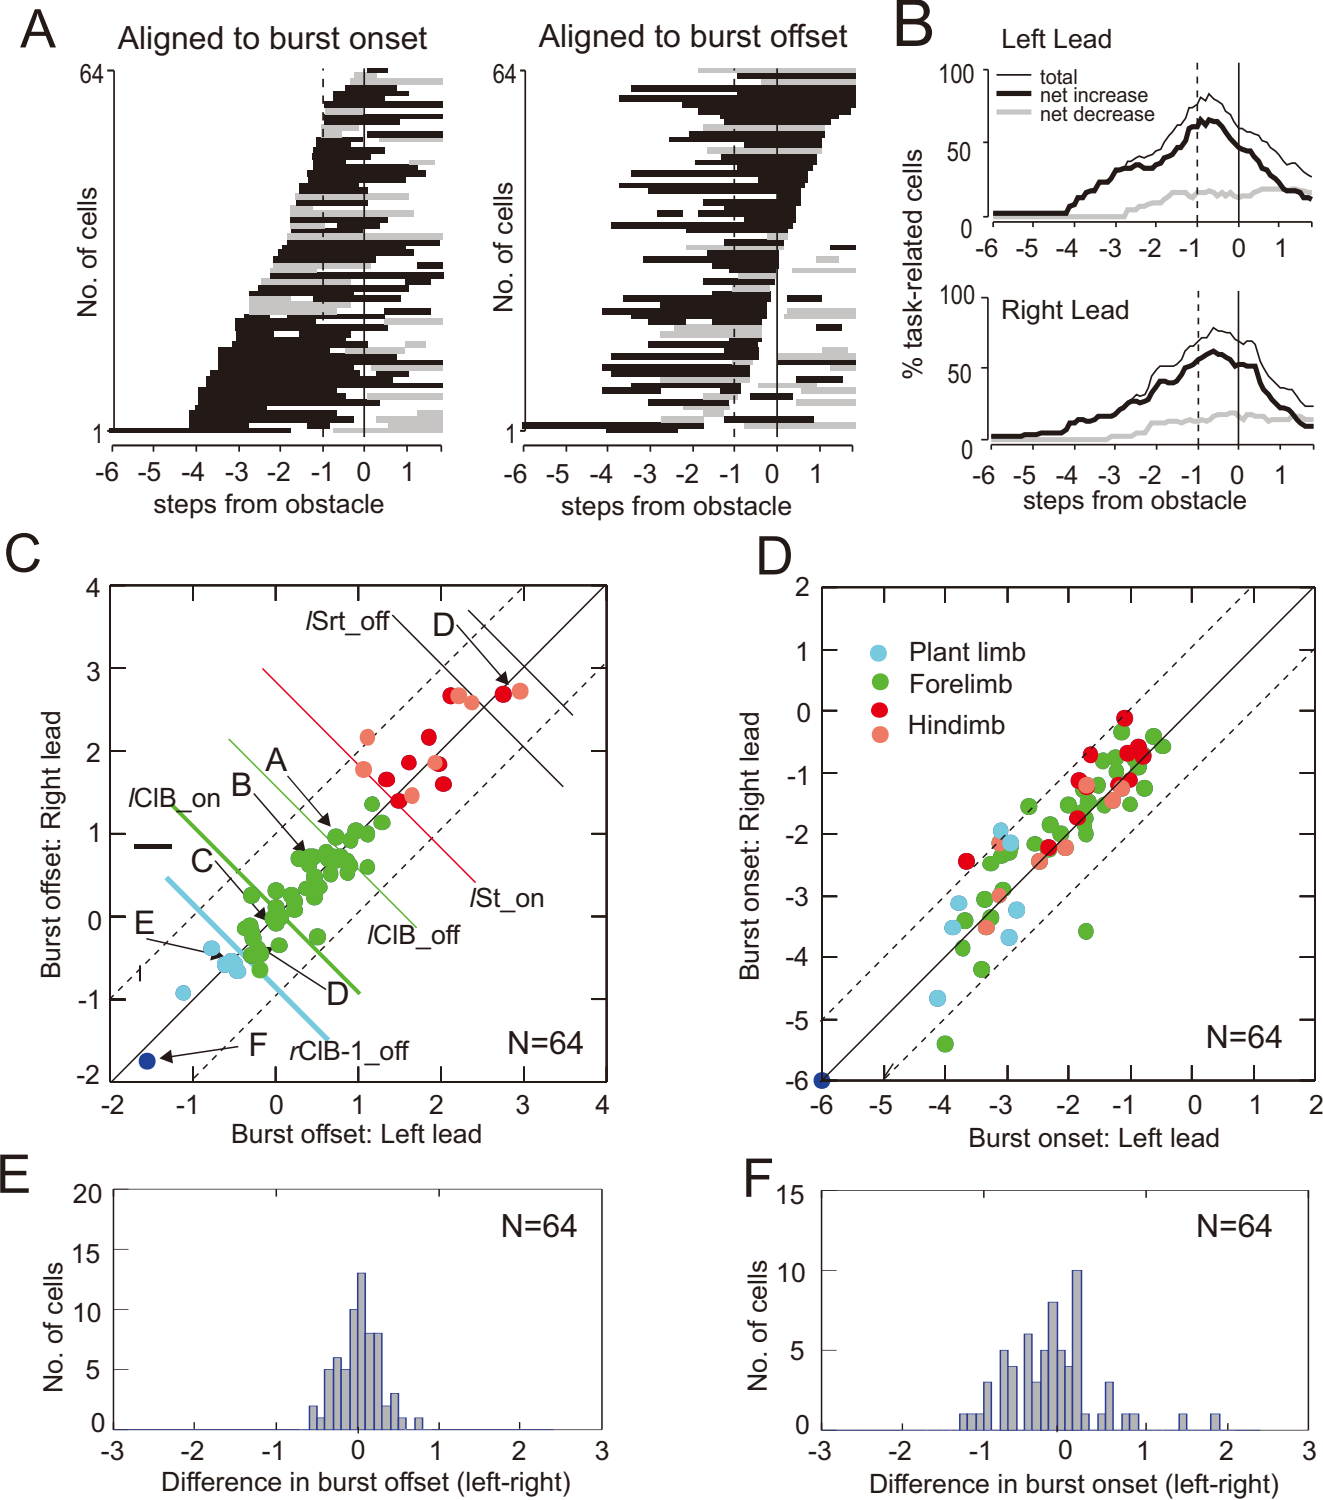 A
Aligned to burst onset
Aligned to burst offset
64
No. of cells
1
-6 -5 -4 -3 -2 -1 0 1
steps from obstacle
64
No. of cells
1
-6 -5 -4 -3 -2 -1 0 1
steps from obstacle
B
Left Lead
total
net increase
net decrease
100
50
0
-6 -5 -4 -3 -2 -1 0 1
% task-related cells
Right Lead
100
50
0
-6 -5 -4 -3 -2 -1 0 1
steps from obstacle
C
4
3
2
1
0
-1
-2
Burst offset: Right lead
lSrt_off
D
A
B
lClB_on
C
E
lSt_on
lClB_off
D
F
rClB-1_off
N=64
-2 -1 0 1 2 3 4
Burst offset: Left lead
D
2
1
0
-1
-2
-3
-4
-5
-6
Burst onset: Right lead
Plant limb
Forelimb
Hindimb
N=64
-6 -5 -4 -3 -2 -1 0 1 2
Burst onset: Left lead
E
20
15
10
5
0
No. of cells
N=64
-3 -2 -1 0 1 2 3
Difference in burst offset (left-right)
F
15
10
5
0
No. of cells
N=64
-3 -2 -1 0 1 2 3
Difference in burst onset (left-right)